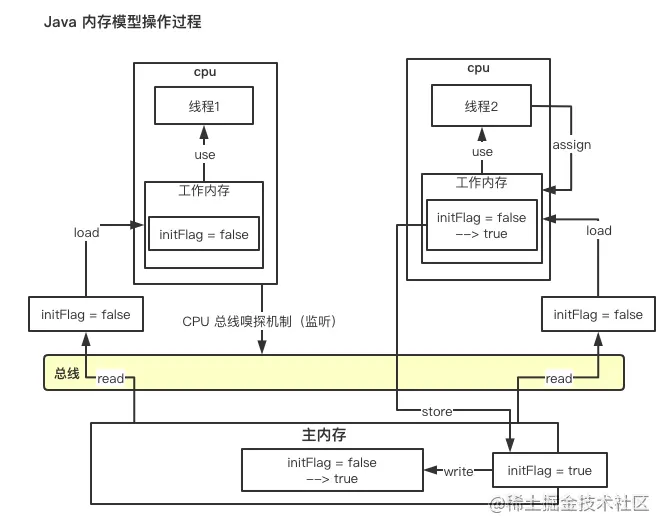 Java 内存模型操作过程
cpu
线程1
use
工作内存
initFlag = false
load
initFlag = false
cpu
线程2
assign
use
工作内存
initFlag = false
--> true
load
initFlag = false
CPU 总线嗅探机制（监听）
总线
read
read
store
主内存
initFlag = false
--> true
write
initFlag = true
@稀土掘金技术社区